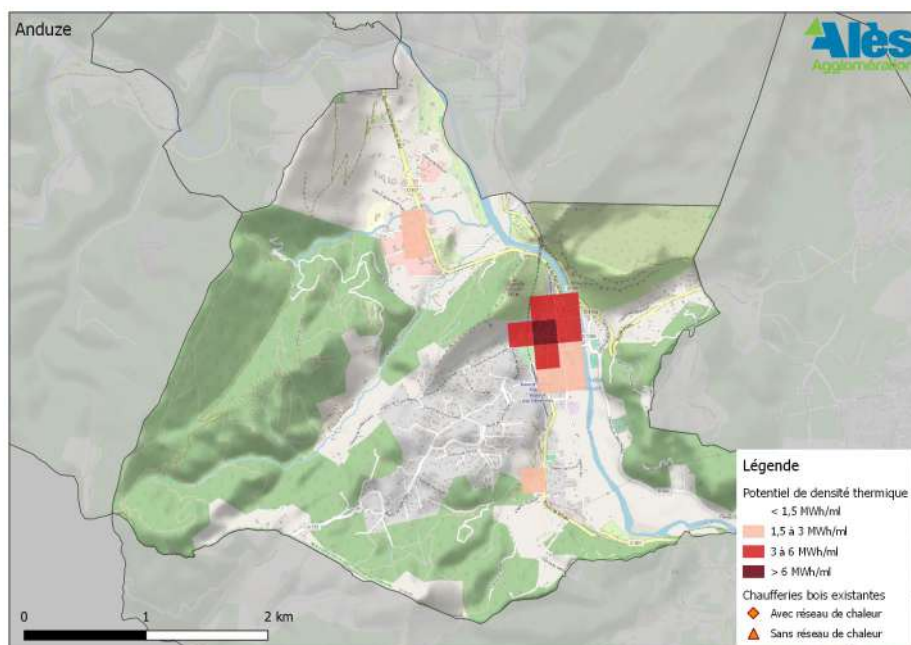 Anduze
Alès
Agglomération
Légende
Potentiel de densité thermique
< 1,5 MWh/ml
1,5 à 3 MWh/ml
3 à 6 MWh/ml
> 6 MWh/ml
Chaufferies bois existantes
Avec réseau de chaleur
Sans réseau de chaleur
0 1 2 km